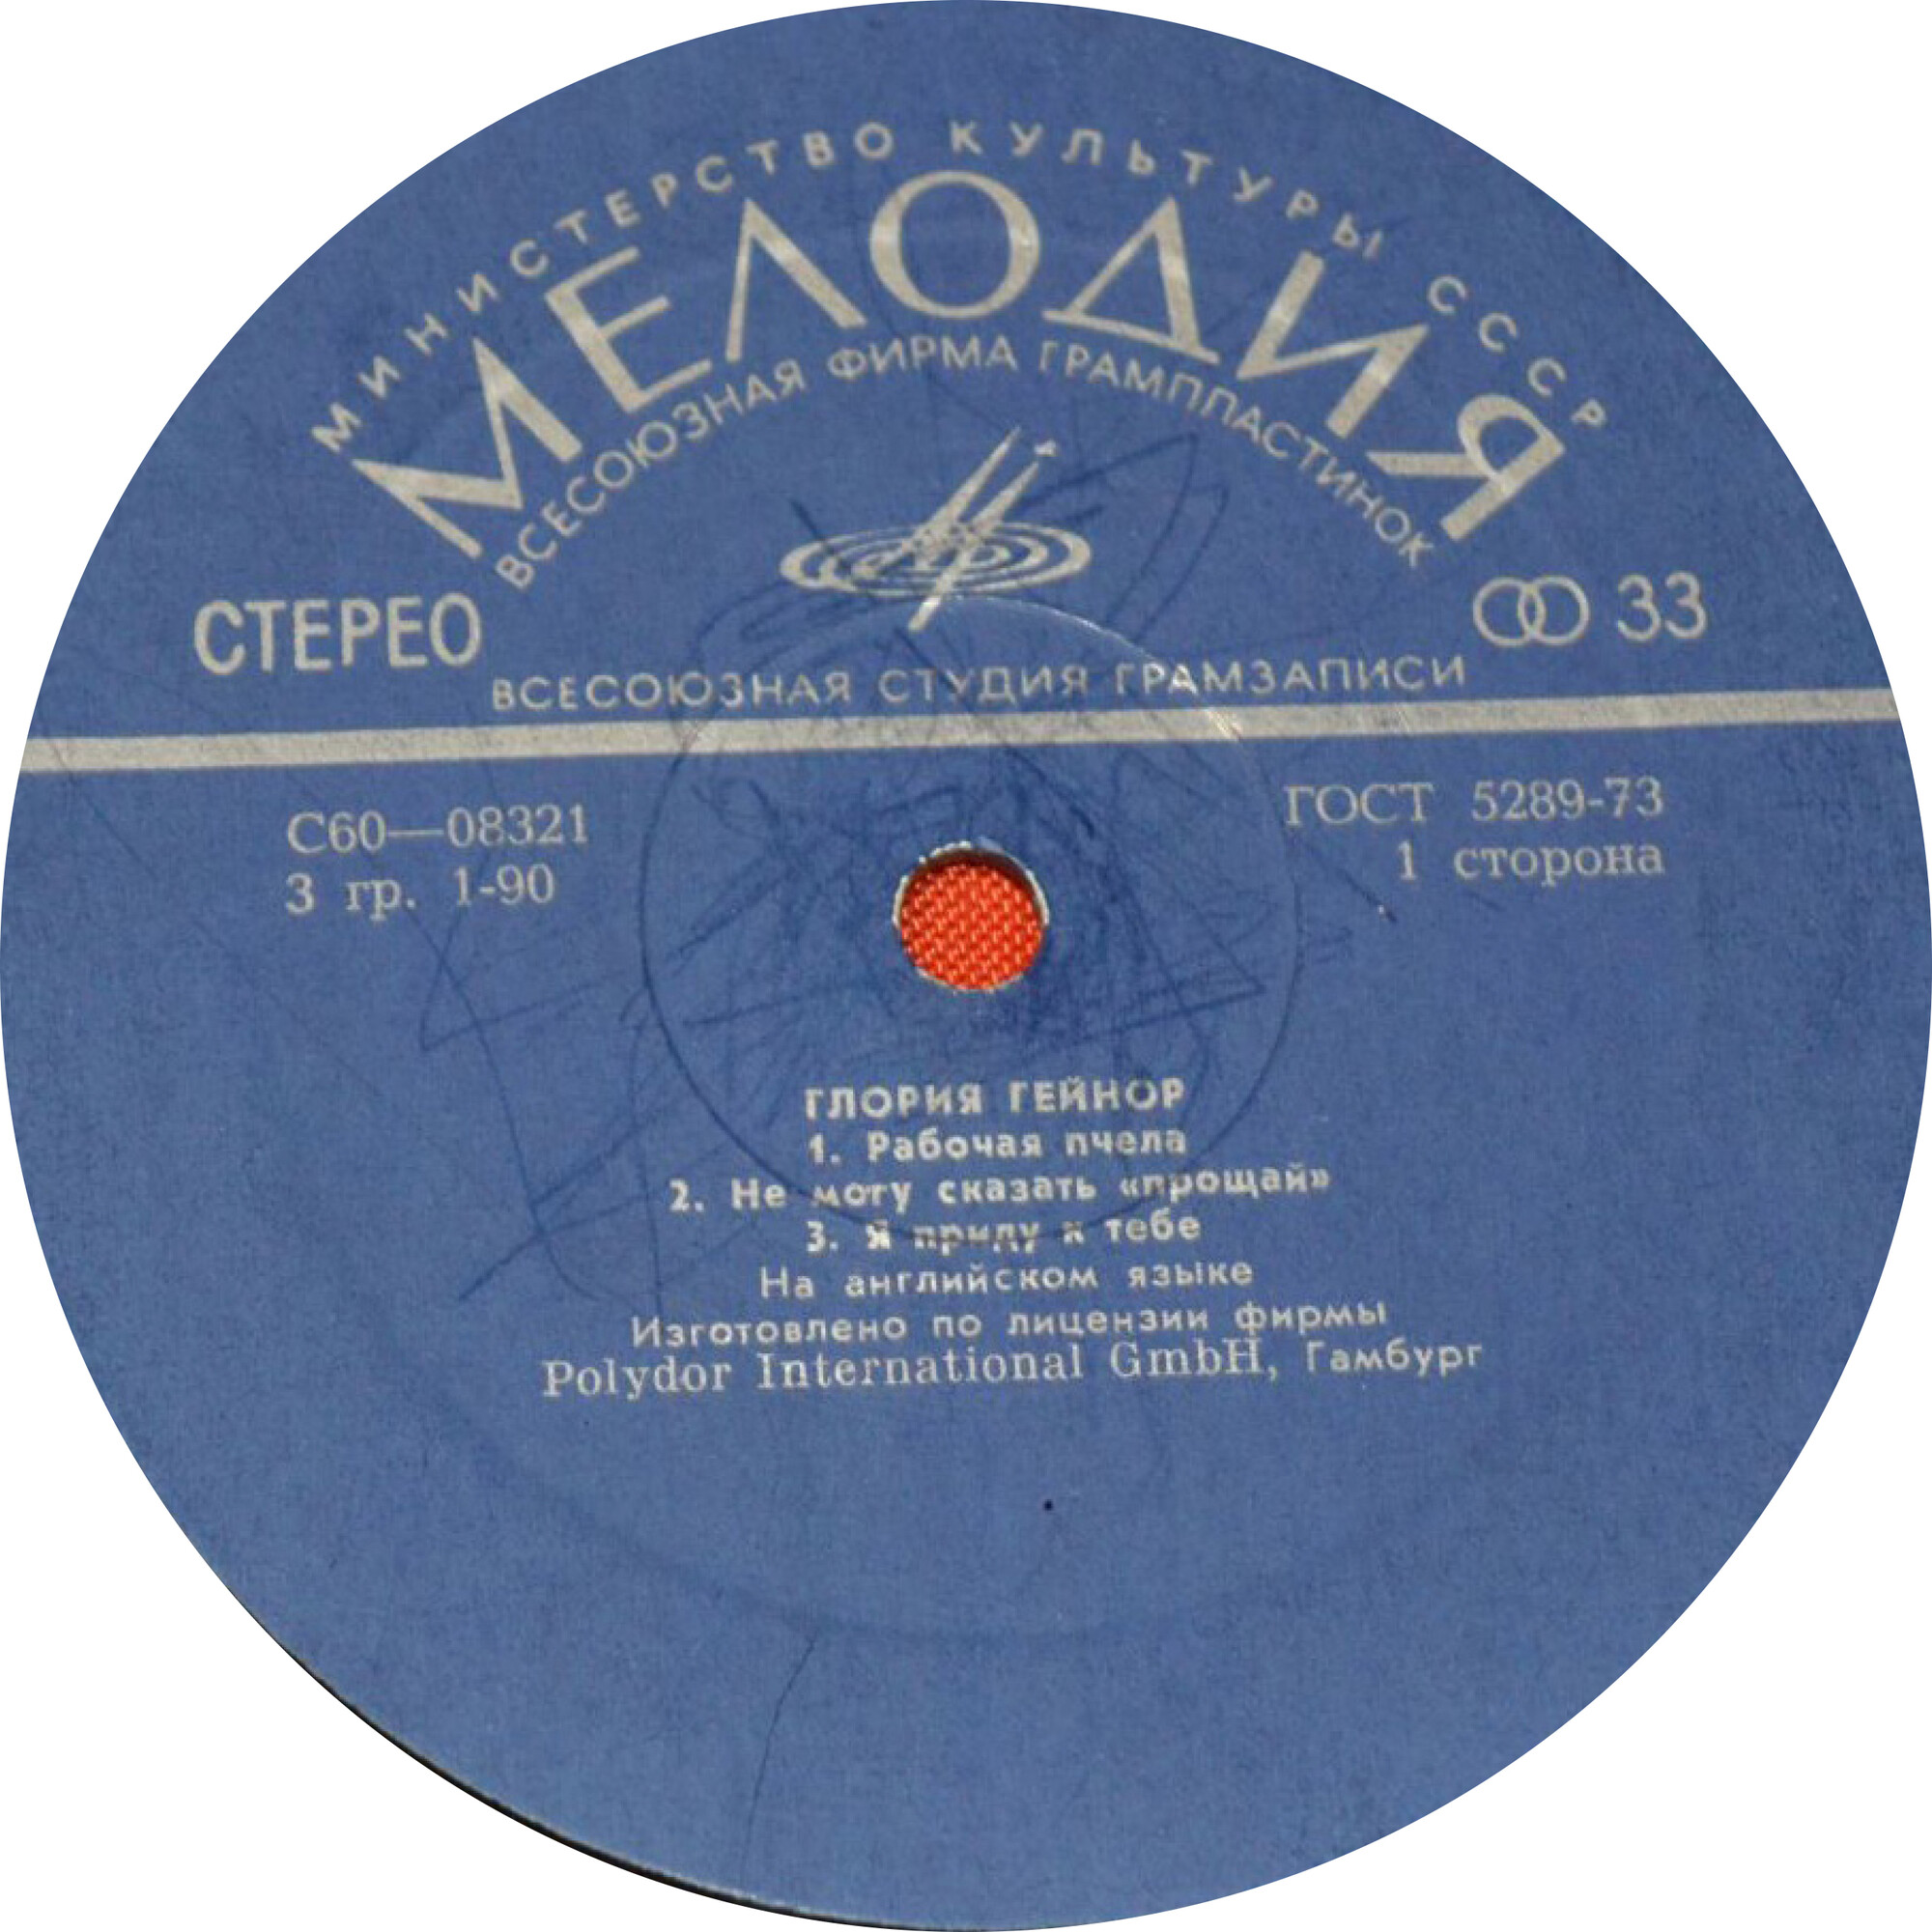 МИНИСТЕРСТВО КУЛЬТУРЫ СССР
МЕЛОДИЯ
ВСЕСОЮЗНАЯ ФИРМА ГРАМПЛАСТИНОК
СТЕРЕО
33
ВСЕСОЮЗНАЯ СТУДИЯ ГРАМЗАПИСИ
С60—08321
3 гр. 1-90
ГОСТ 5289-73
1 сторона
ГЛОРИЯ ГЕЙНОР
1. Рабочая пчела
2. Не могу сказать «прощай»
3. Я приду к тебе
На английском языке
Изготовлено по лицензии фирмы
Polydor International GmbH, Гамбург